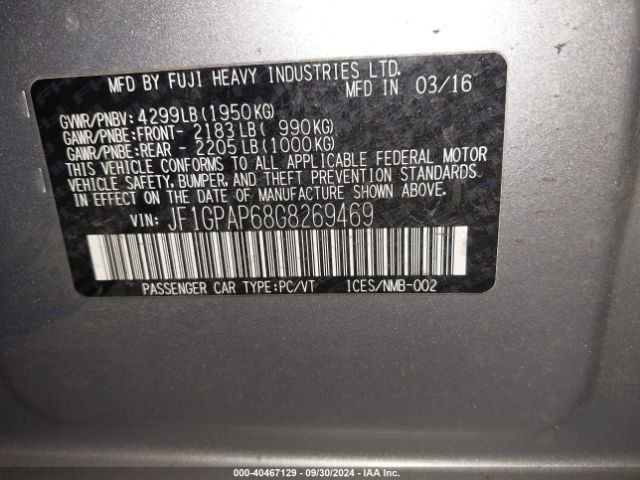 MFD BY FUJI HEAVY INDUSTRIES LTD.
MFD IN 03/16
GVWR/PNBV: 4299LB(1950KG)
GAWR/PNBE:FRONT- 2183LB( 990KG)
GAWR/PNBE:REAR - 2205LB(1000KG)
THIS VEHICLE CONFORMS TO ALL APPLICABLE FEDERAL MOTOR
VEHICLE SAFETY, BUMPER, AND THEFT PREVENTION STANDARDS
IN EFFECT ON THE DATE OF MANUFACTURE SHOWN ABOVE.
VIN: JF1GPAP68G8269469
PASSENGER CAR TYPE:PC/VT ICES/NMB-002
000-40467129 - 09/30/2024 - IAA Inc.